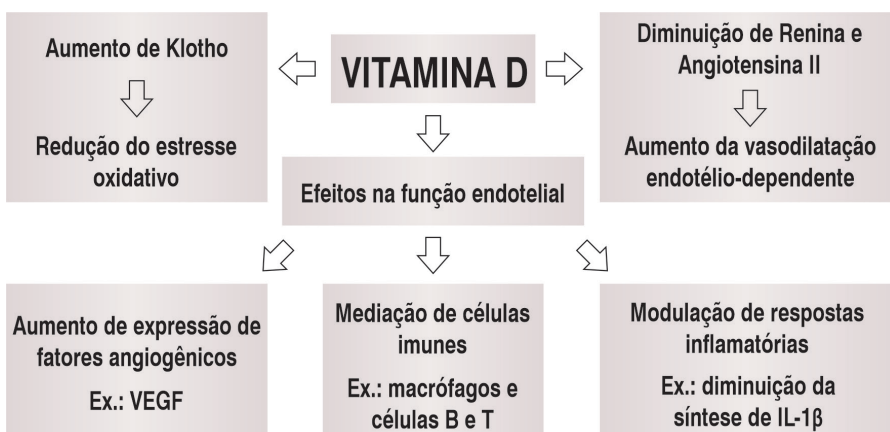 Aumento de Klotho
Redução do estresse
oxidativo
VITAMINA D
Diminuição de Renina e
Angiotensina II
Aumento da vasodilatação
endotélio-dependente
Efeitos na função endotelial
Aumento de expressão de
fatores angiogênicos
Ex.: VEGF
Mediação de células
imunes
Ex.: macrófagos e
células B e T
Modulação de respostas
inflamatórias
Ex.: diminuição da
síntese de IL-1β